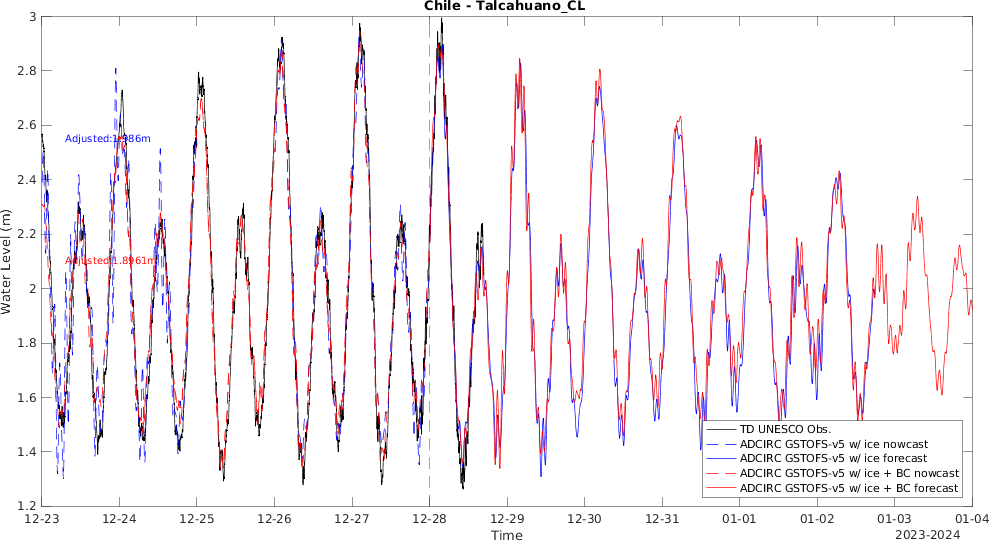 Chile - Talcahuano_CL
3
2.8
2.6
2.4
2.2
2
1.8
1.6
1.4
1.2
Water Level (m)
Adjusted:1.986m
Adjusted:1.8961m
TD UNESCO Obs.
ADCIRC GSTOFS-v5 w/ ice nowcast
ADCIRC GSTOFS-v5 w/ ice forecast
ADCIRC GSTOFS-v5 w/ ice + BC nowcast
ADCIRC GSTOFS-v5 w/ ice + BC forecast
12-23 12-24 12-25 12-26 12-27 12-28 12-29 12-30 12-31 01-01 01-02 01-03 01-04
Time
2023-2024